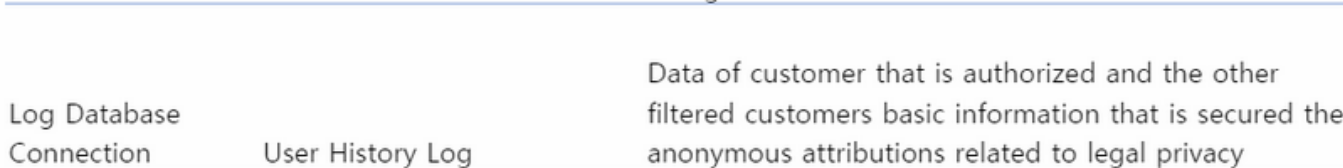 Data of customer that is authorized and the other
Log Database
filtered customers basic information that is secured the
Connection User History Log anonymous attributions related to legal privacy